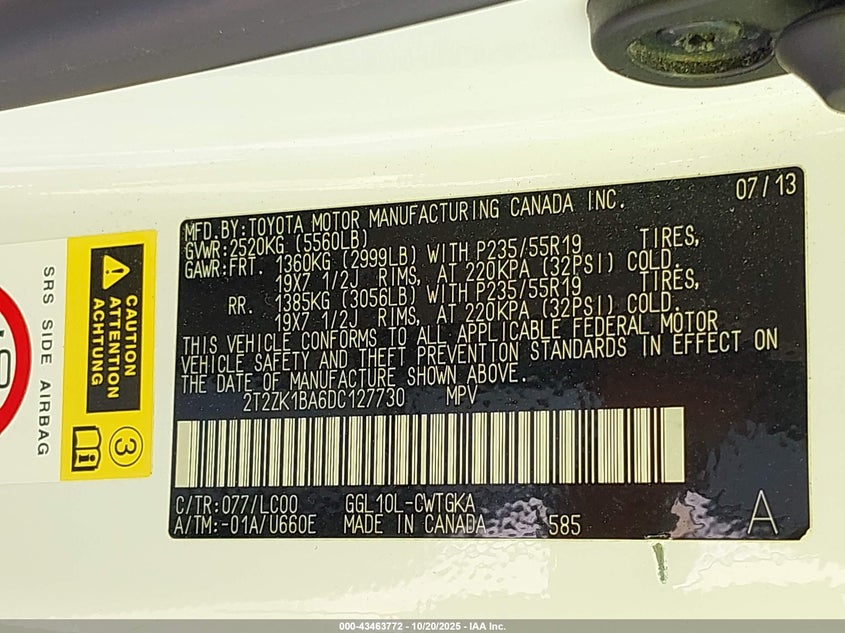 07/13
MFD.BY:TOYOTA MOTOR MANUFACTURING CANADA INC.
GVWR:2520KG (5560LB)
GAWR:FRT. 1360KG (2999LB) WITH P235/55R19 TIRES,
19X7 1/2J RIMS, AT 220KPA (32PSI) COLD.
RR. 1385KG (3056LB) WITH P235/55R19 TIRES,
19X7 1/2J RIMS, AT 220KPA (32PSI) COLD.
THIS VEHICLE CONFORMS TO ALL APPLICABLE FEDERAL MOTOR
VEHICLE SAFETY AND THEFT PREVENTION STANDARDS IN EFFECT ON
THE DATE OF MANUFACTURE SHOWN ABOVE.
2T2ZK1BA6DC127730 MPV
C/TR:077/LC00 GGL10L-CWTGKA
A/TM:-01A/U660E MADE IN CANADA 585
A
CAUTION
ATTENTION
ACHTUNG
3
SRS SIDE AIRBAG
000-43463772 - 10/20/2025 - IAA Inc.